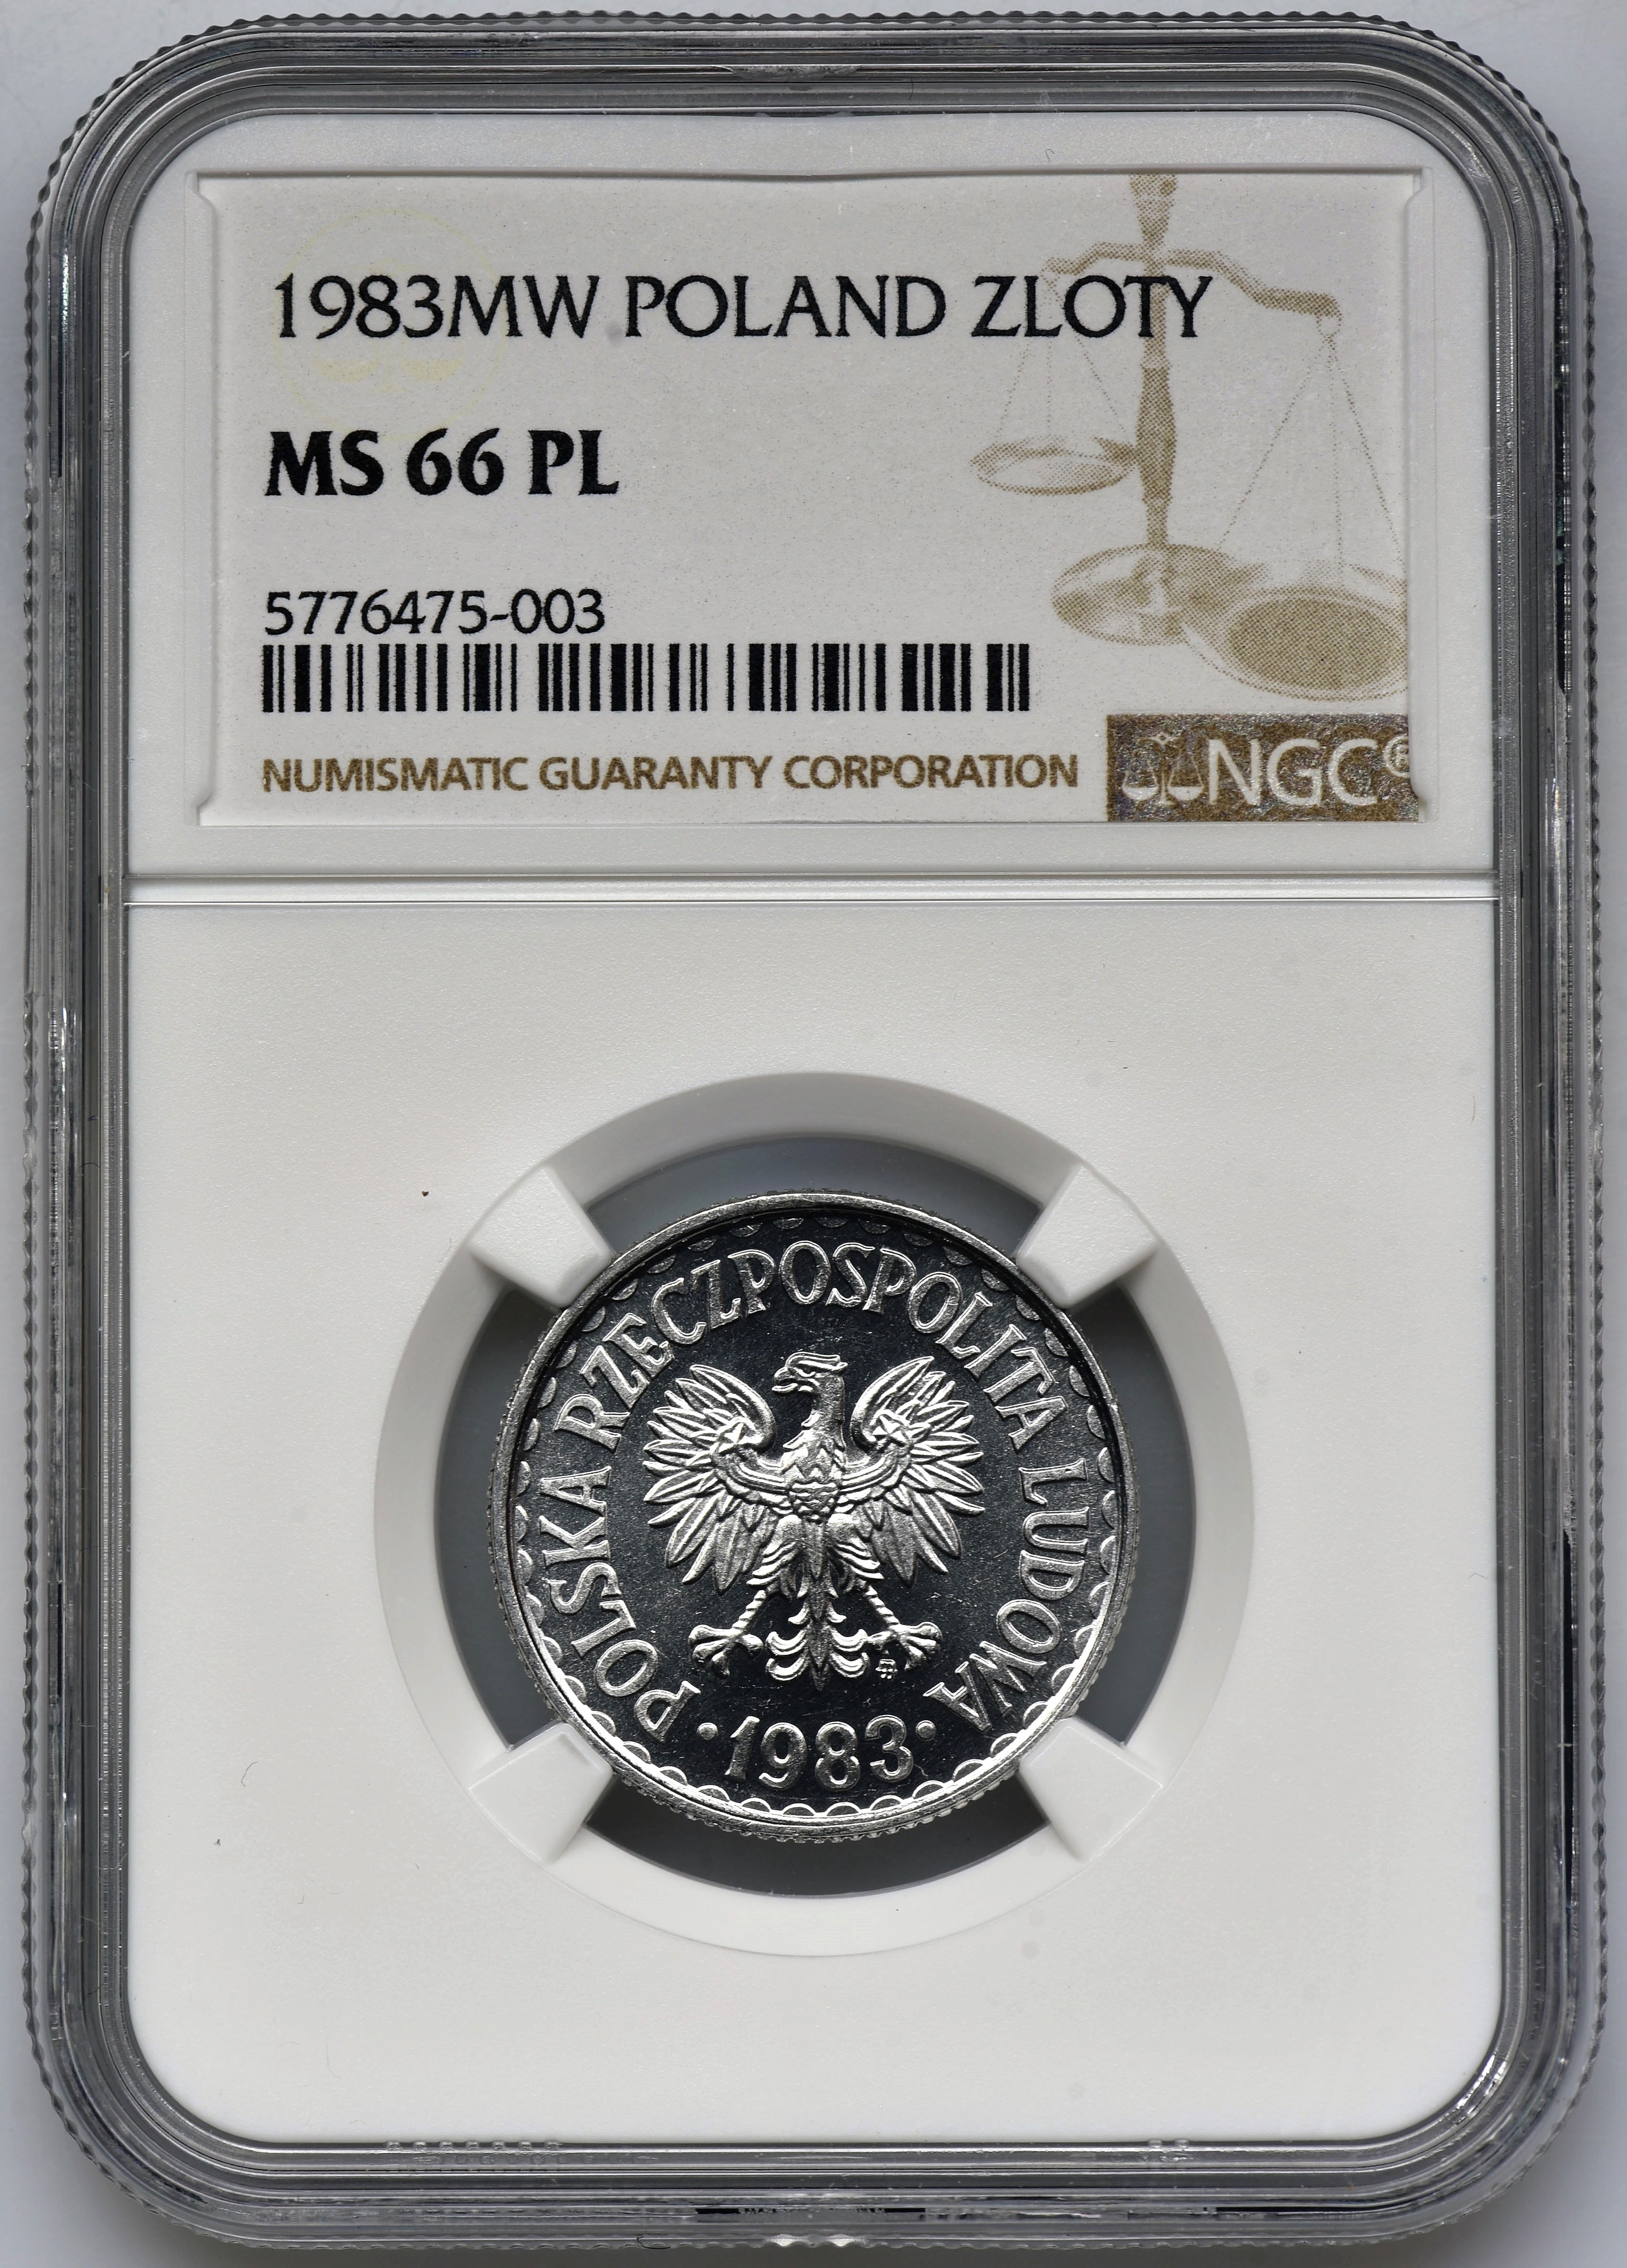 1983MW POLAND ZLOTY
MS 66 PL
5776475-003
NUMISMATIC GUARANTY CORPORATION
NGC®
POLSKA RZECZPOSPOLITA LUDOWA
· 1983 ·